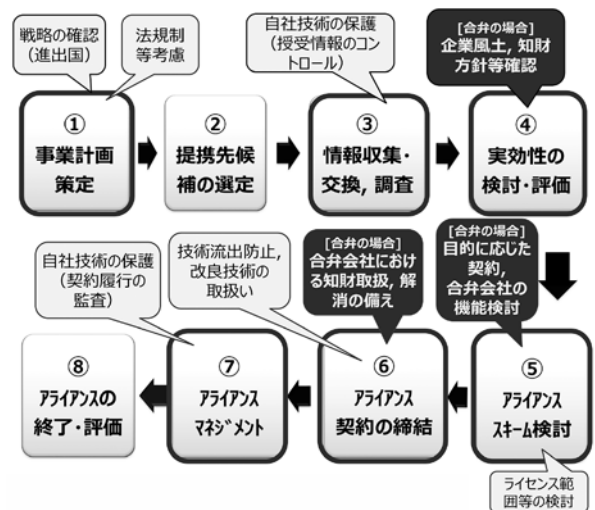 戦略の確認
(進出国)
法規制
等考慮
自社技術の保護
(授受情報のコン
トロール)
[合弁の場合]
企業風土, 知財
方針等確認
①
事業計画
策定
②
提携先候
補の選定
③
情報収集・
交換, 調査
④
実効性の
検討・評価
自社技術の保護
(契約履行の
監査)
技術流出防止,
改良技術の
取扱い
[合弁の場合]
合弁会社におけ
る知財取扱, 解
消の備え
[合弁の場合]
目的に応じた
契約,
合弁会社の
機能検討
⑧
アライアンスの
終了・評価
⑦
アライアンス
マネジメント
⑥
アライアンス
契約の締結
⑤
アライアンス
スキーム検討
ライセンス範
囲等の検討